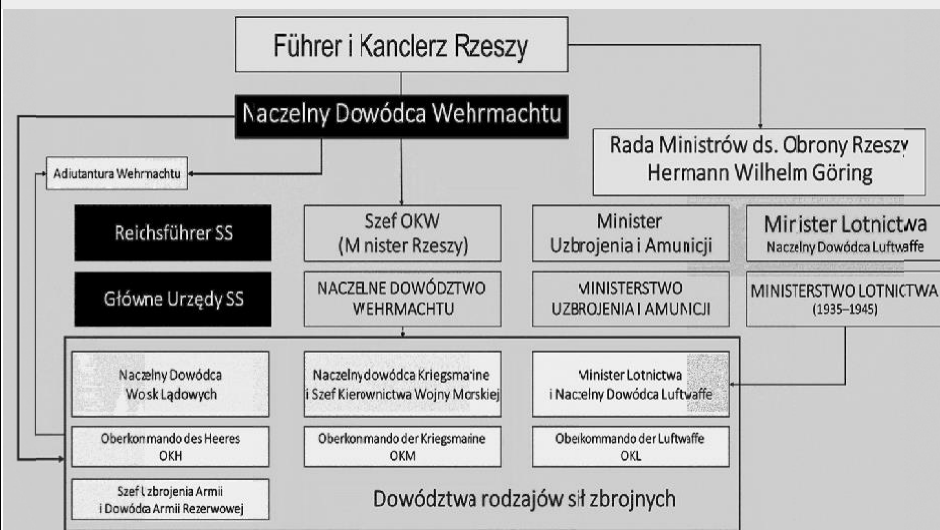 Führer i Kanclerz Rzeszy
Naczelny Dowódca Wehrmachtu
Rada Ministrów ds. Obrony Rzeszy
Hermann Wilhelm Göring
Adiutantura Wehrmachtu
Reichsführer SS
Szef OKW
(Minister Rzeszy)
Minister
Uzbrojenia i Amunicji
Minister Lotnictwa
Naczelny Dowódca Luftwaffe
Główne Urzędy SS
NACZELNE DOWÓDZTWO
WEHRMACHTU
MINISTERSTWO
UZBROJENIA I AMUNICJI
MINISTERSTWO LOTNICTWA
(1935–1945)
Naczelny Dowódca
Wojsk Lądowych
Naczelny dowódca Kriegsmarine
i Szef Kierownictwa Wojny Morskiej
Minister Lotnictwa
i Naczelny Dowódca Luftwaffe
Oberkommando des Heeres
OKH
Oberkommando der Kriegsmarine
OKM
Oberkommando der Luftwaffe
OKL
Szef Uzbrojenia Armii
i Dowódca Armii Rezerwowej
Dowództwa rodzajów sił zbrojnych